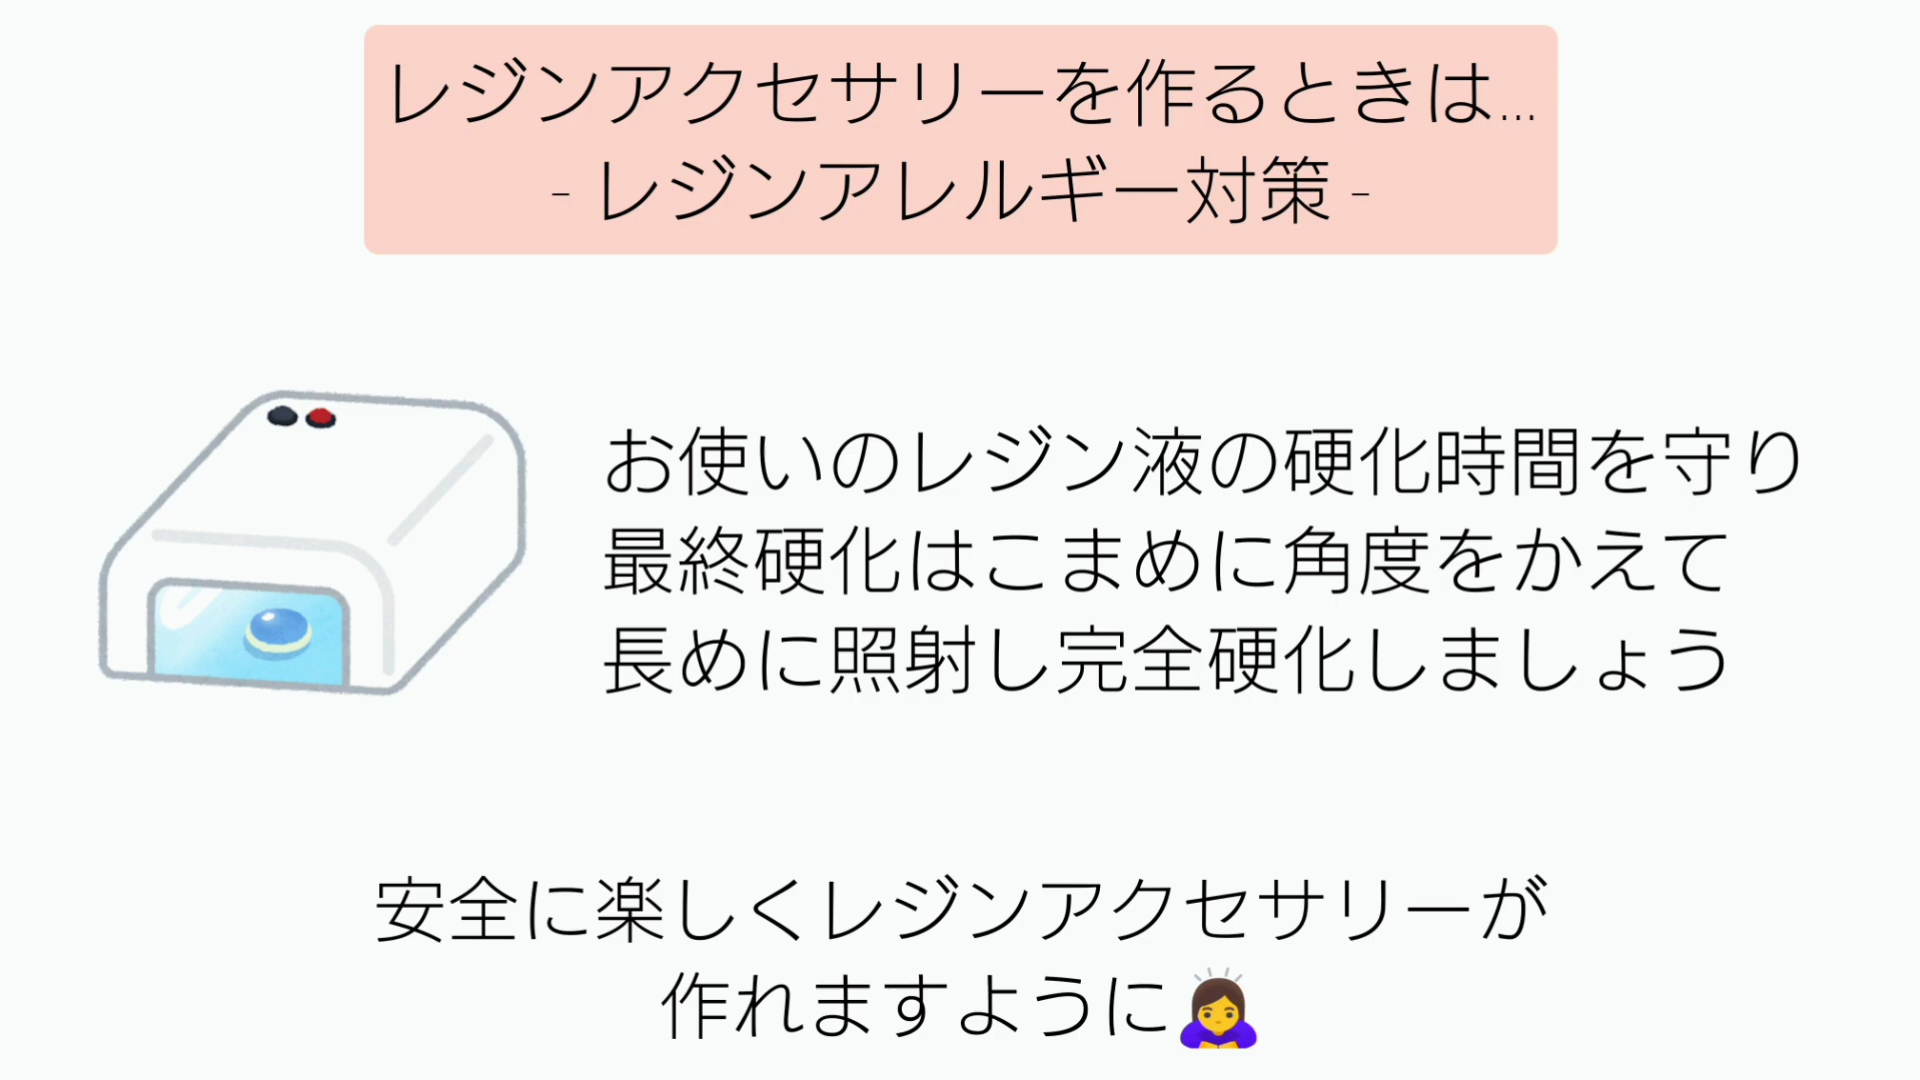 レジンアクセサリーを作るときは...
- レジンアレルギー対策 -
お使いのレジン液の硬化時間を守り
最終硬化はこまめに角度をかえて
長めに照射し完全硬化しましょう
安全に楽しくレジンアクセサリーが
作れますように🙇‍♀️